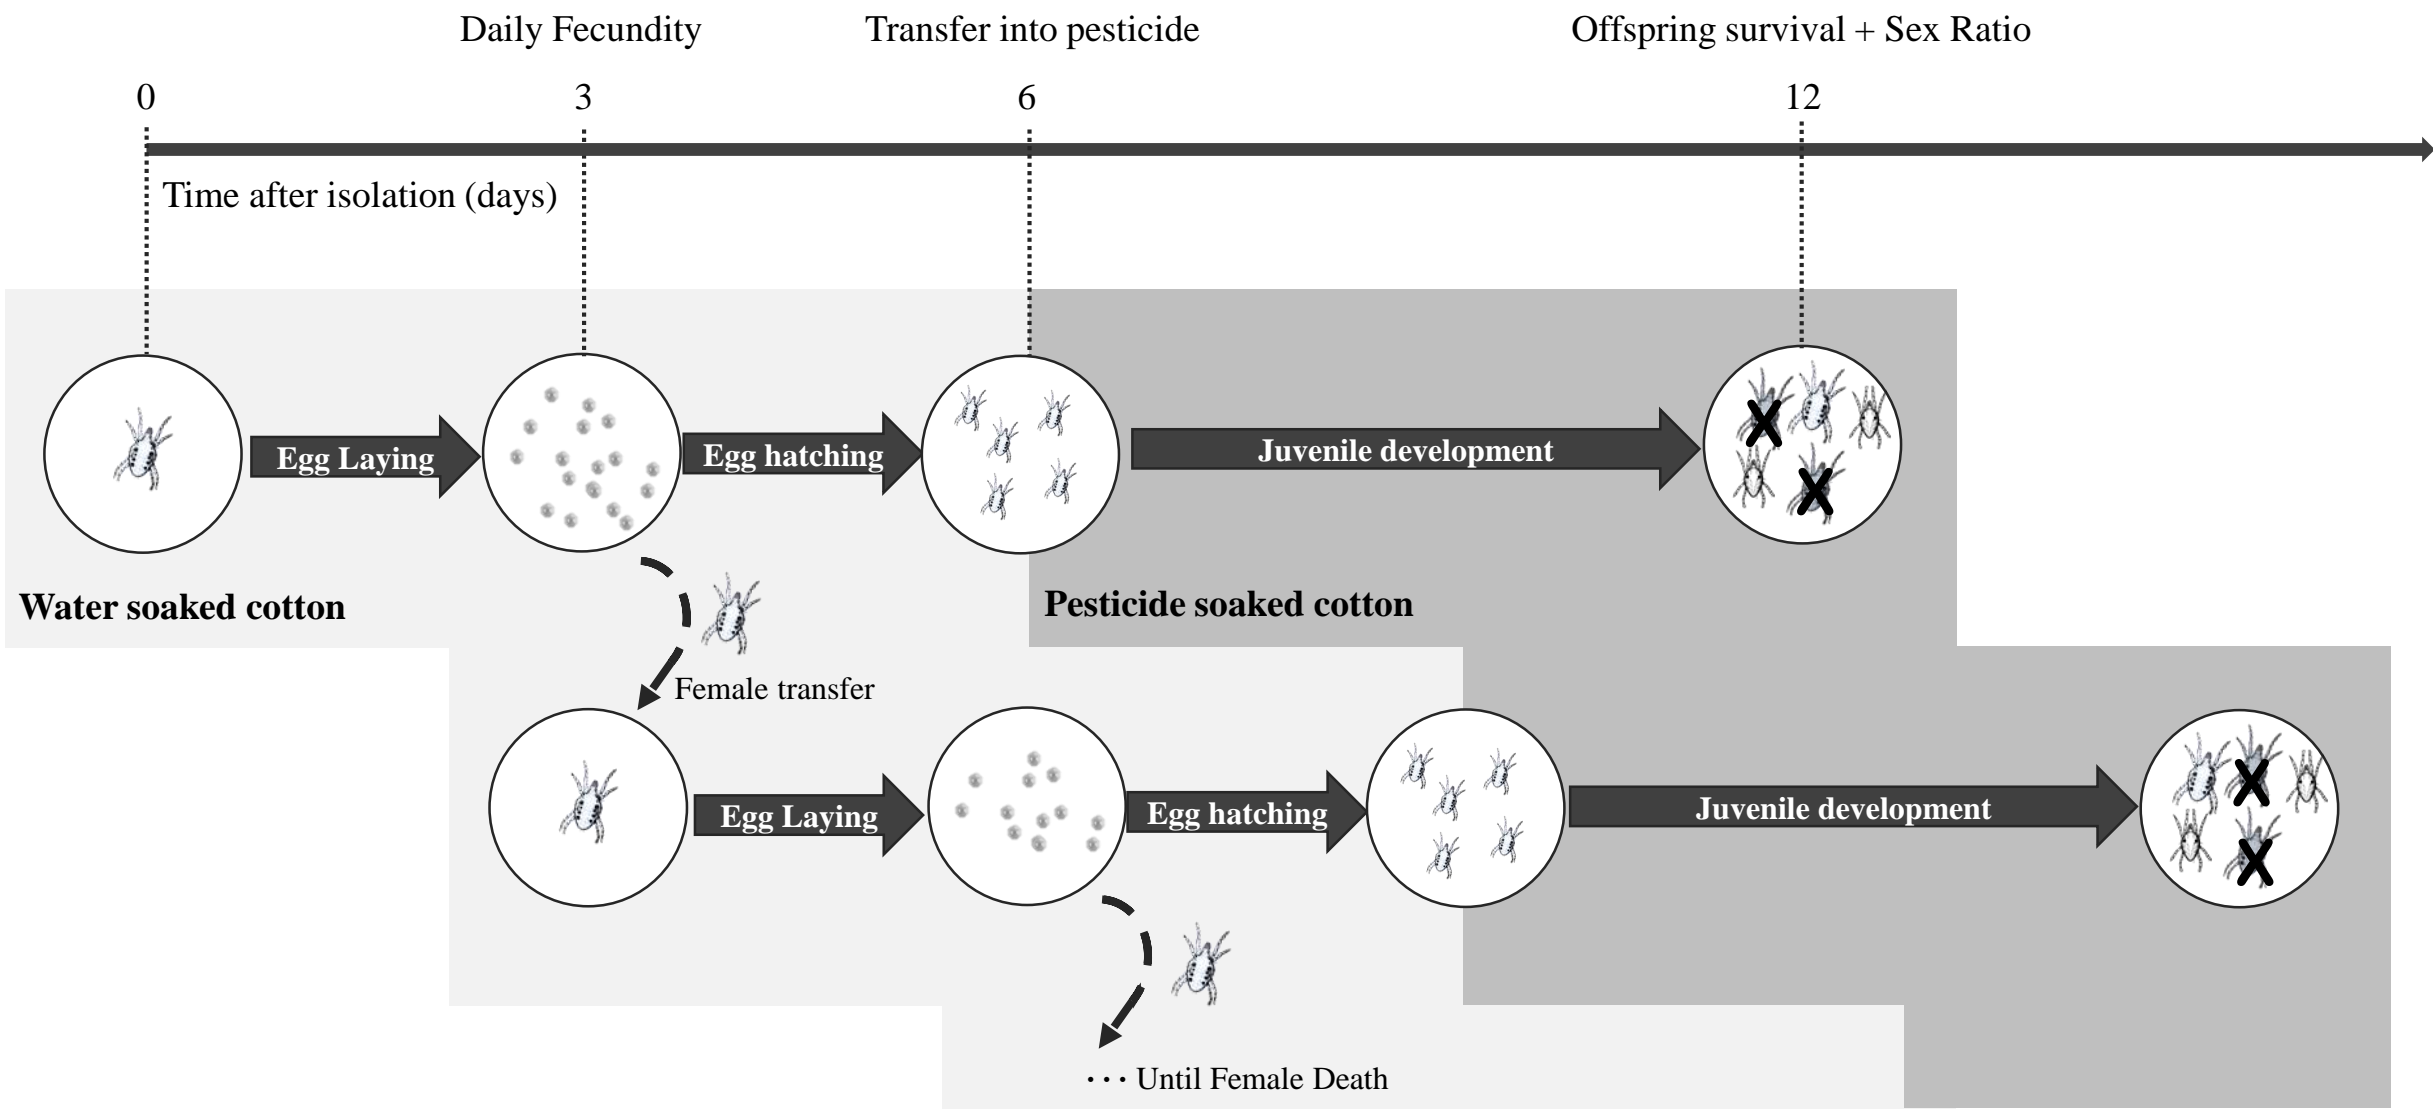 Daily Fecundity
Transfer into pesticide
Offspring survival + Sex Ratio
0
3
6
12
Time after isolation (days)
Egg Laying
Egg hatching
Juvenile development
Water soaked cotton
Pesticide soaked cotton
Female transfer
Egg Laying
Egg hatching
Juvenile development
... Until Female Death